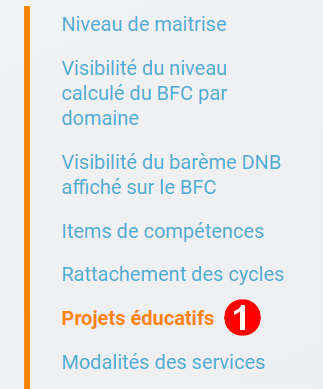 Niveau de maitrise
Visibilité du niveau
calculé du BFC par
domaine
Visibilité du barème DNB
affiché sur le BFC
Items de compétences
Rattachement des cycles
Projets éducatifs 1
Modalités des services